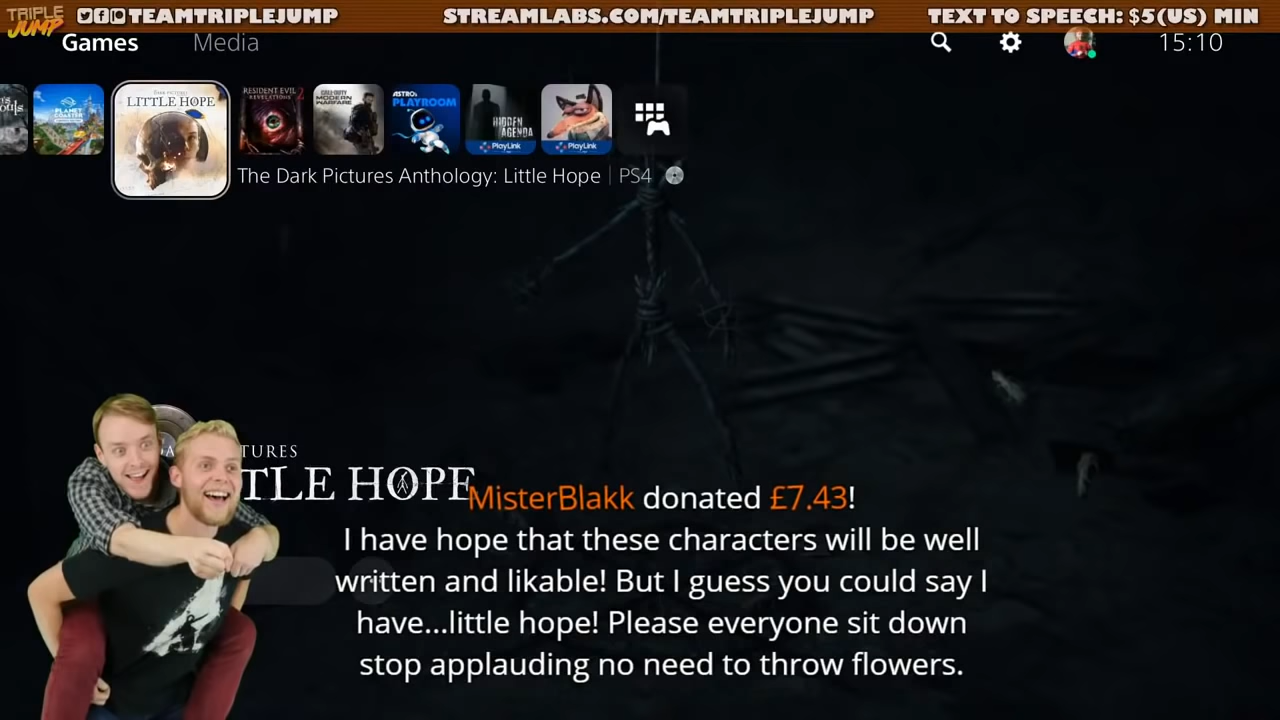 TRIPLE JUMP
TEAMTRIPLEJUMP
STREAMLABS.COM/TEAMTRIPLEJUMP
TEXT TO SPEECH: $5(US) MIN
Games
Media
15:10
PLANET COASTER
LITTLE HOPE
RESIDENT EVIL
REVELATIONS 2
CALL OF DUTY
MODERN
WARFARE
ASTRO's
PLAYROOM
HIDDEN
AGENDA
PlayLink
PlayLink
The Dark Pictures Anthology: Little Hope | PS4
TURES
TLE HOPE
MisterBlakk donated £7.43!
I have hope that these characters will be well
written and likable! But I guess you could say I
have...little hope! Please everyone sit down
stop applauding no need to throw flowers.